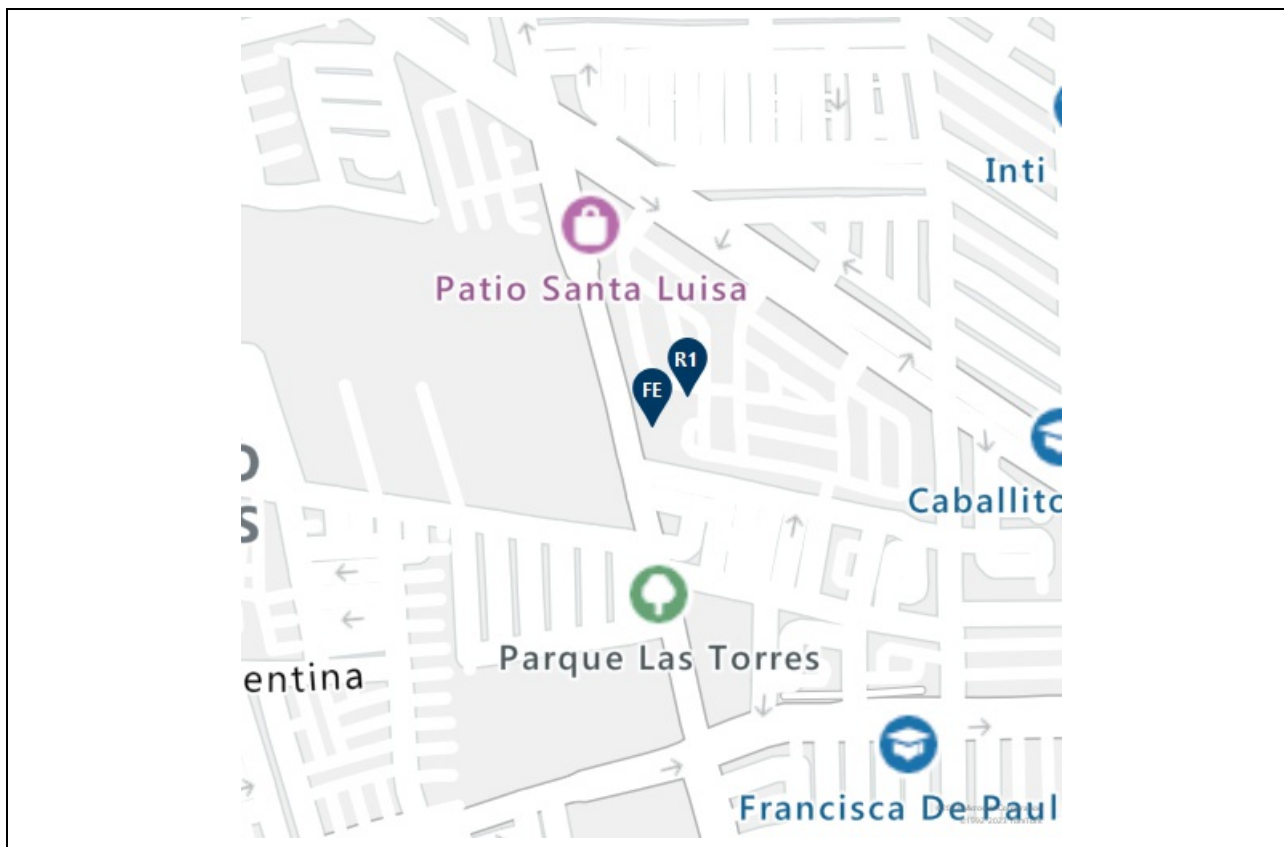 Inti
Patio Santa Luisa
R1
FE
O
S
Caballito
Parque Las Torres
entina
Francisca De Paul